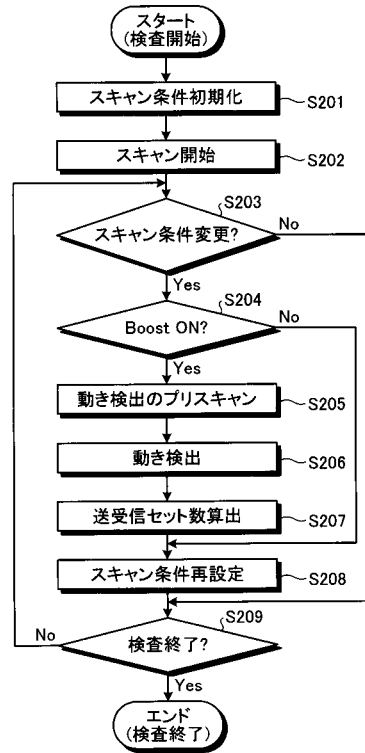 スタート
(検査開始)
スキャン条件初期化
S201
スキャン開始
S202
S203
スキャン条件変更?
No
Yes
S204
Boost ON?
No
Yes
動き検出のプリスキャン
S205
動き検出
S206
送受信セット数算出
S207
スキャン条件再設定
S208
S209
検査終了?
No
Yes
エンド
(検査終了)